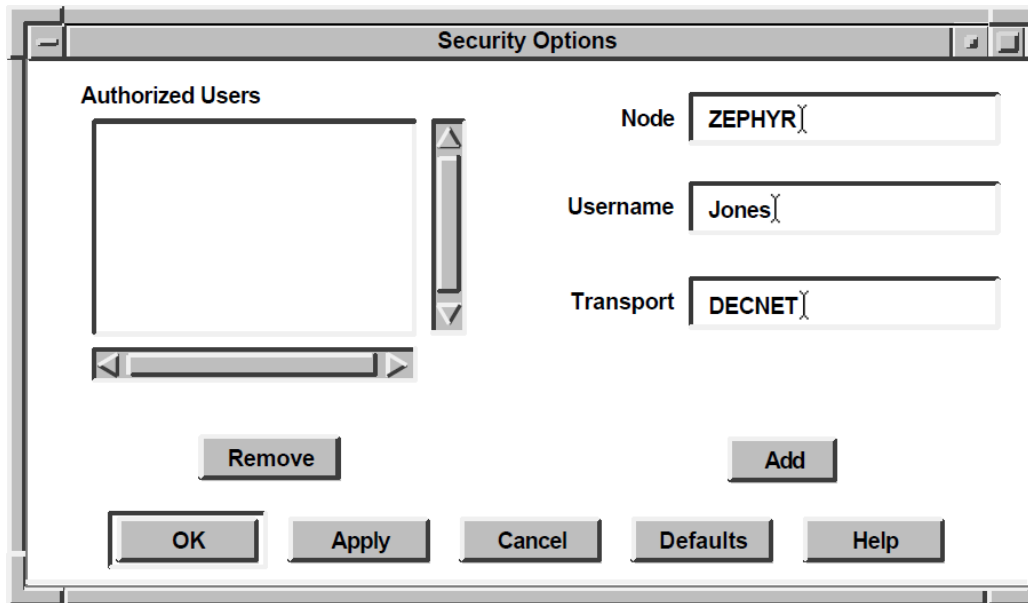 Security Options
Authorized Users
Node ZEPHYR
Username Jones
Transport DECNET
Remove
Add
OK Apply Cancel Defaults Help